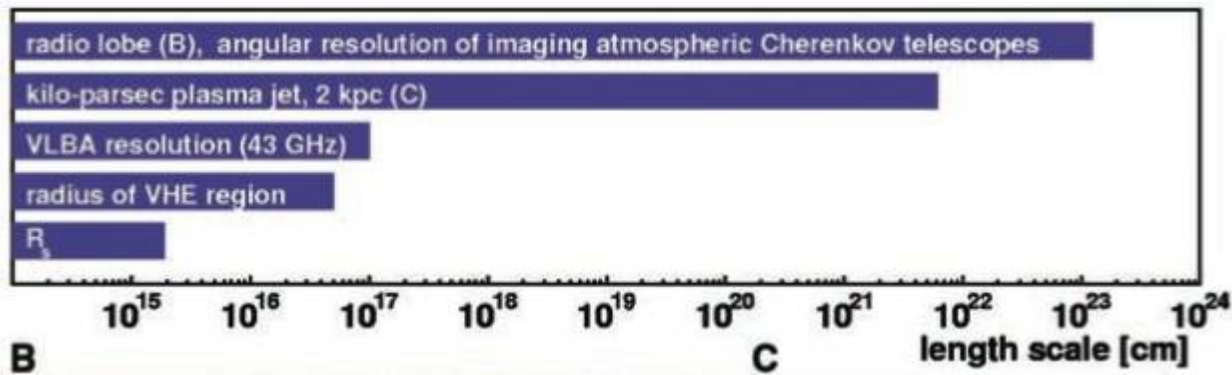 radio lobe (B), angular resolution of imaging atmospheric Cherenkov telescopes
kilo-parsec plasma jet, 2 kpc (C)
VLBA resolution (43 GHz)
radius of VHE region
Rₛ
10¹⁵ 10¹⁶ 10¹⁷ 10¹⁸ 10¹⁹ 10²⁰ 10²¹ 10²² 10²³ 10²⁴
B C length scale [cm]